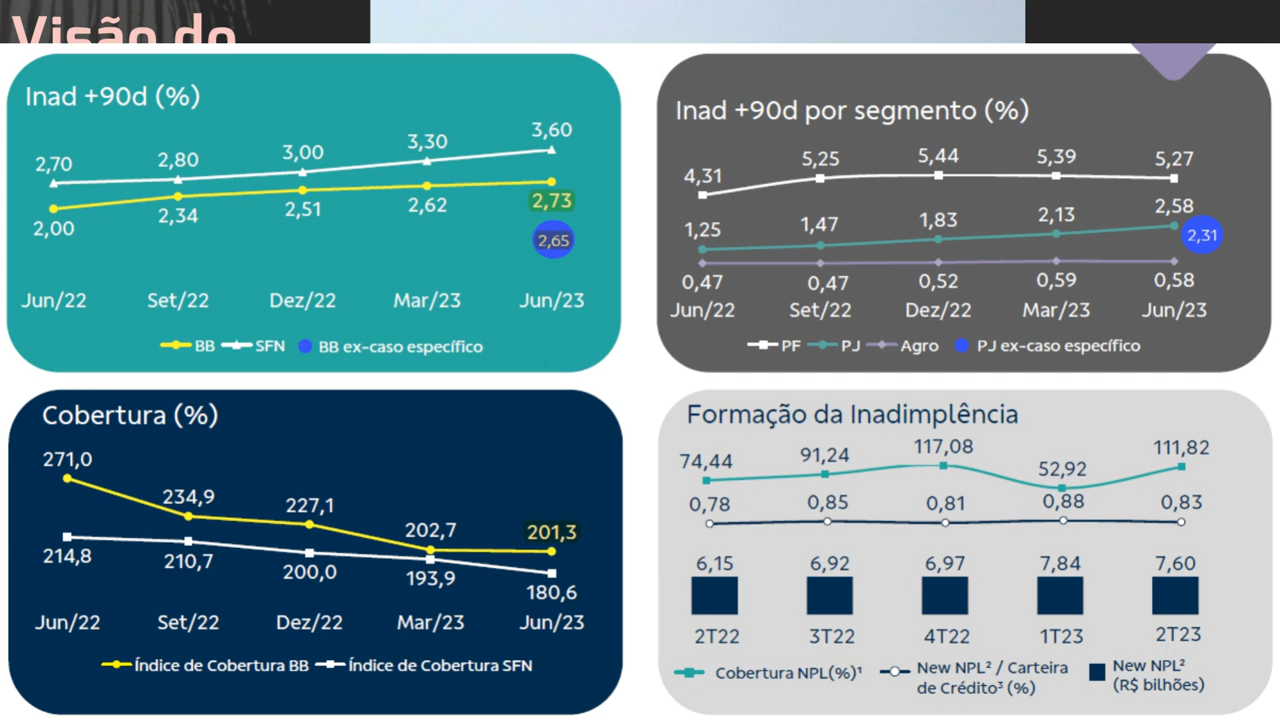 Visão do
Inad +90d (%)
2,70 2,80 3,00 3,30 3,60
2,00 2,34 2,51 2,62 2,73
2,65
Jun/22 Set/22 Dez/22 Mar/23 Jun/23
BB SFN BB ex-caso específico
Inad +90d por segmento (%)
4,31 5,25 5,44 5,39 5,27
1,25 1,47 1,83 2,13 2,58
2,31
0,47 0,47 0,52 0,59 0,58
Jun/22 Set/22 Dez/22 Mar/23 Jun/23
PF PJ Agro PJ ex-caso específico
Cobertura (%)
271,0 234,9 227,1 202,7 201,3
214,8 210,7 200,0 193,9 180,6
Jun/22 Set/22 Dez/22 Mar/23 Jun/23
Índice de Cobertura BB Índice de Cobertura SFN
Formação da Inadimplência
74,44 91,24 117,08 52,92 111,82
0,78 0,85 0,81 0,88 0,83
6,15 6,92 6,97 7,84 7,60
2T22 3T22 4T22 1T23 2T23
Cobertura NPL(%)¹ New NPL² / Carteira New NPL²
de Crédito³ (%) (R$ bilhões)